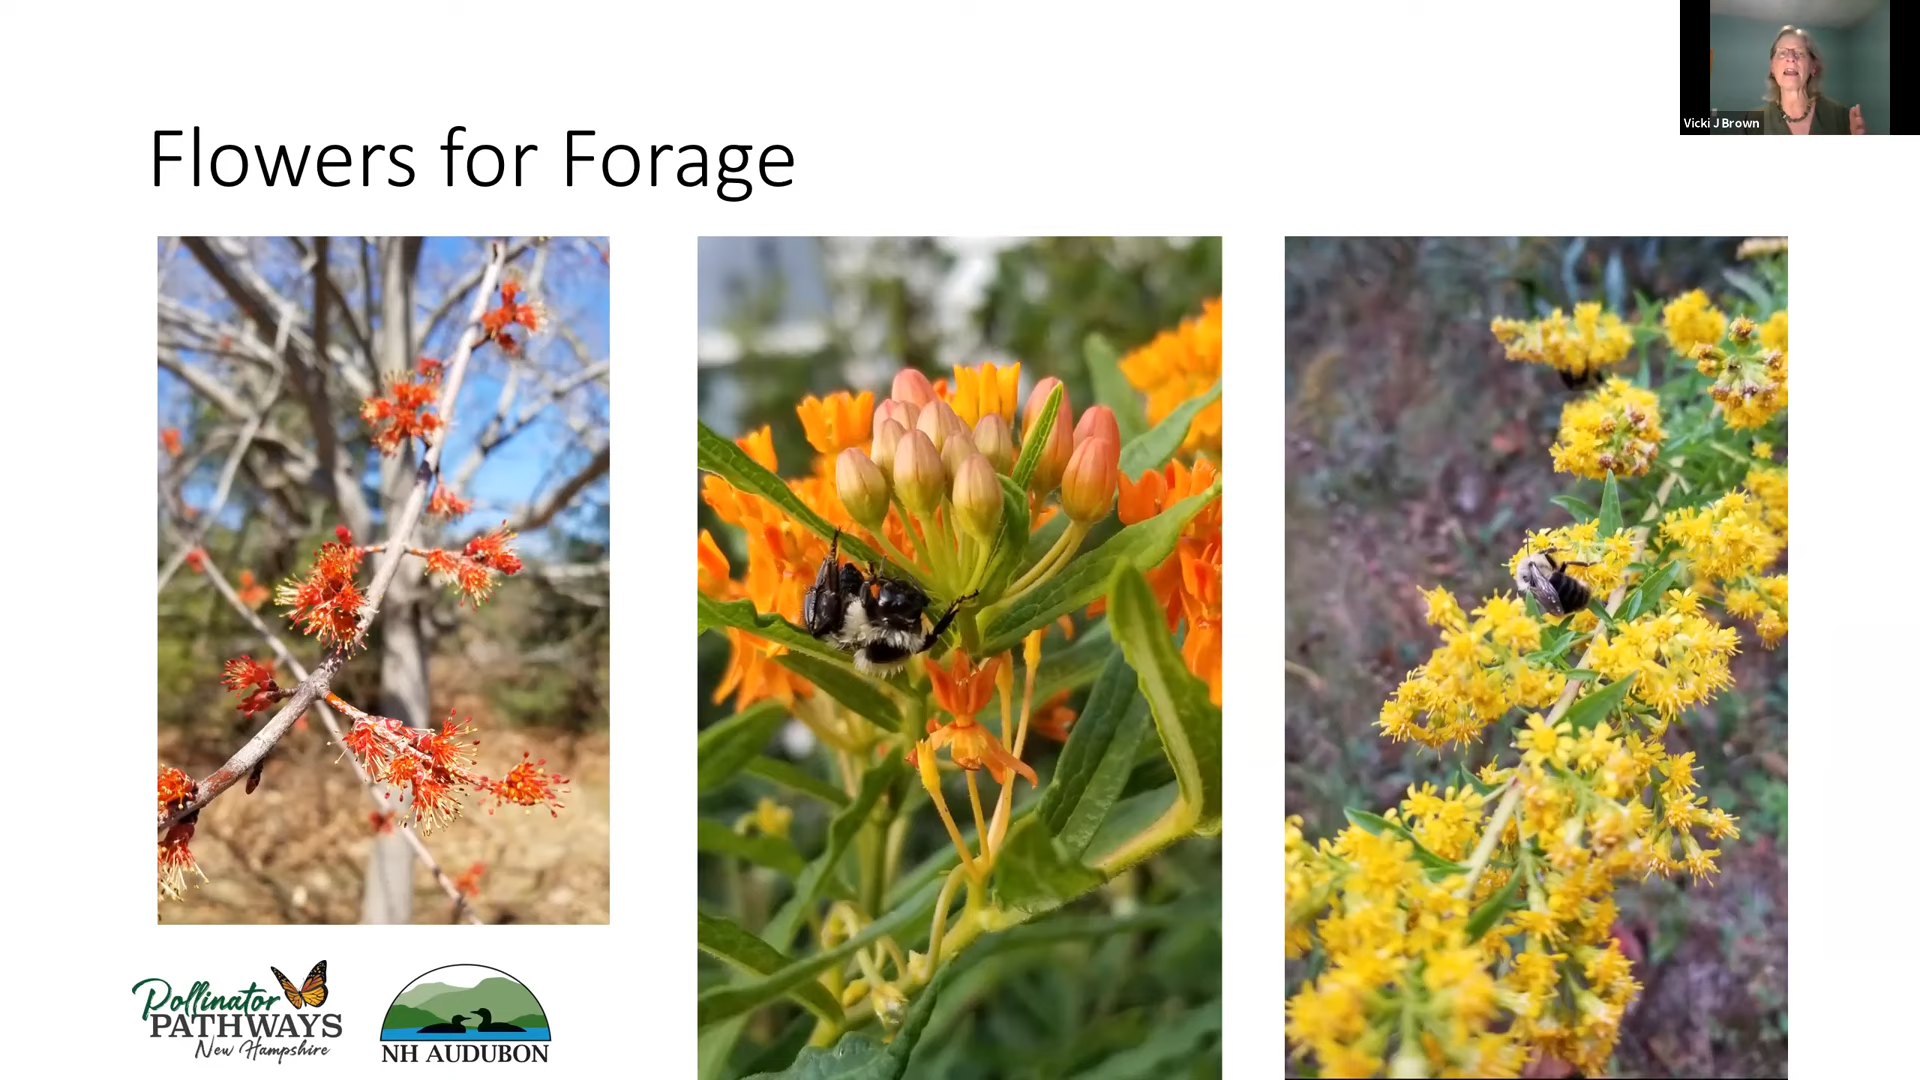 Vicki J Brown
Flowers for Forage
Pollinator
PATHWAYS
New Hampshire
NH AUDUBON